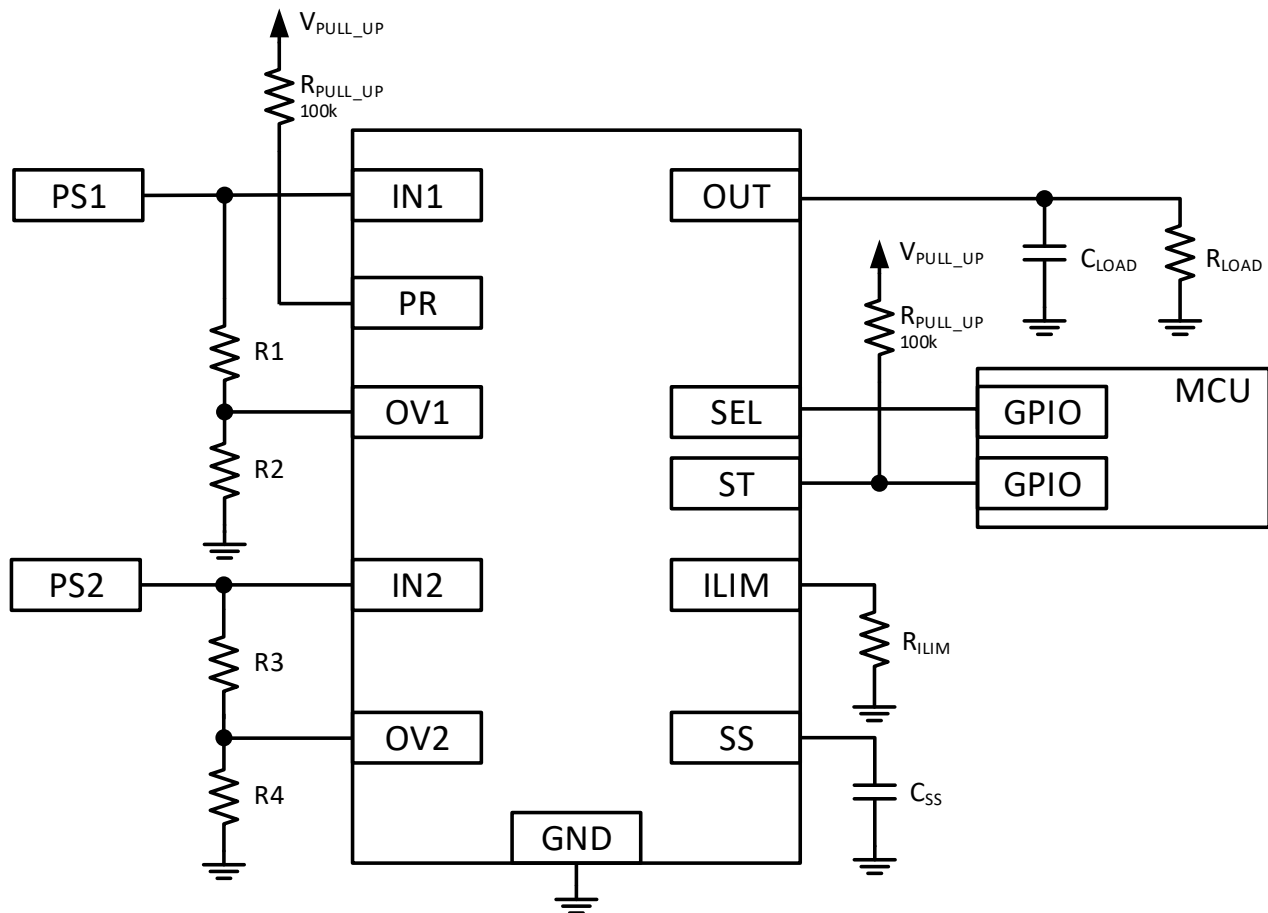 VPULL_UP
RPULL_UP
100k
PS1
IN1
OUT
PR
VPULL_UP
CLOAD
RLOAD
RPULL_UP
100k
R1
OV1
SEL
GPIO
MCU
R2
ST
GPIO
PS2
IN2
ILIM
R3
RILIM
OV2
SS
R4
CSS
GND